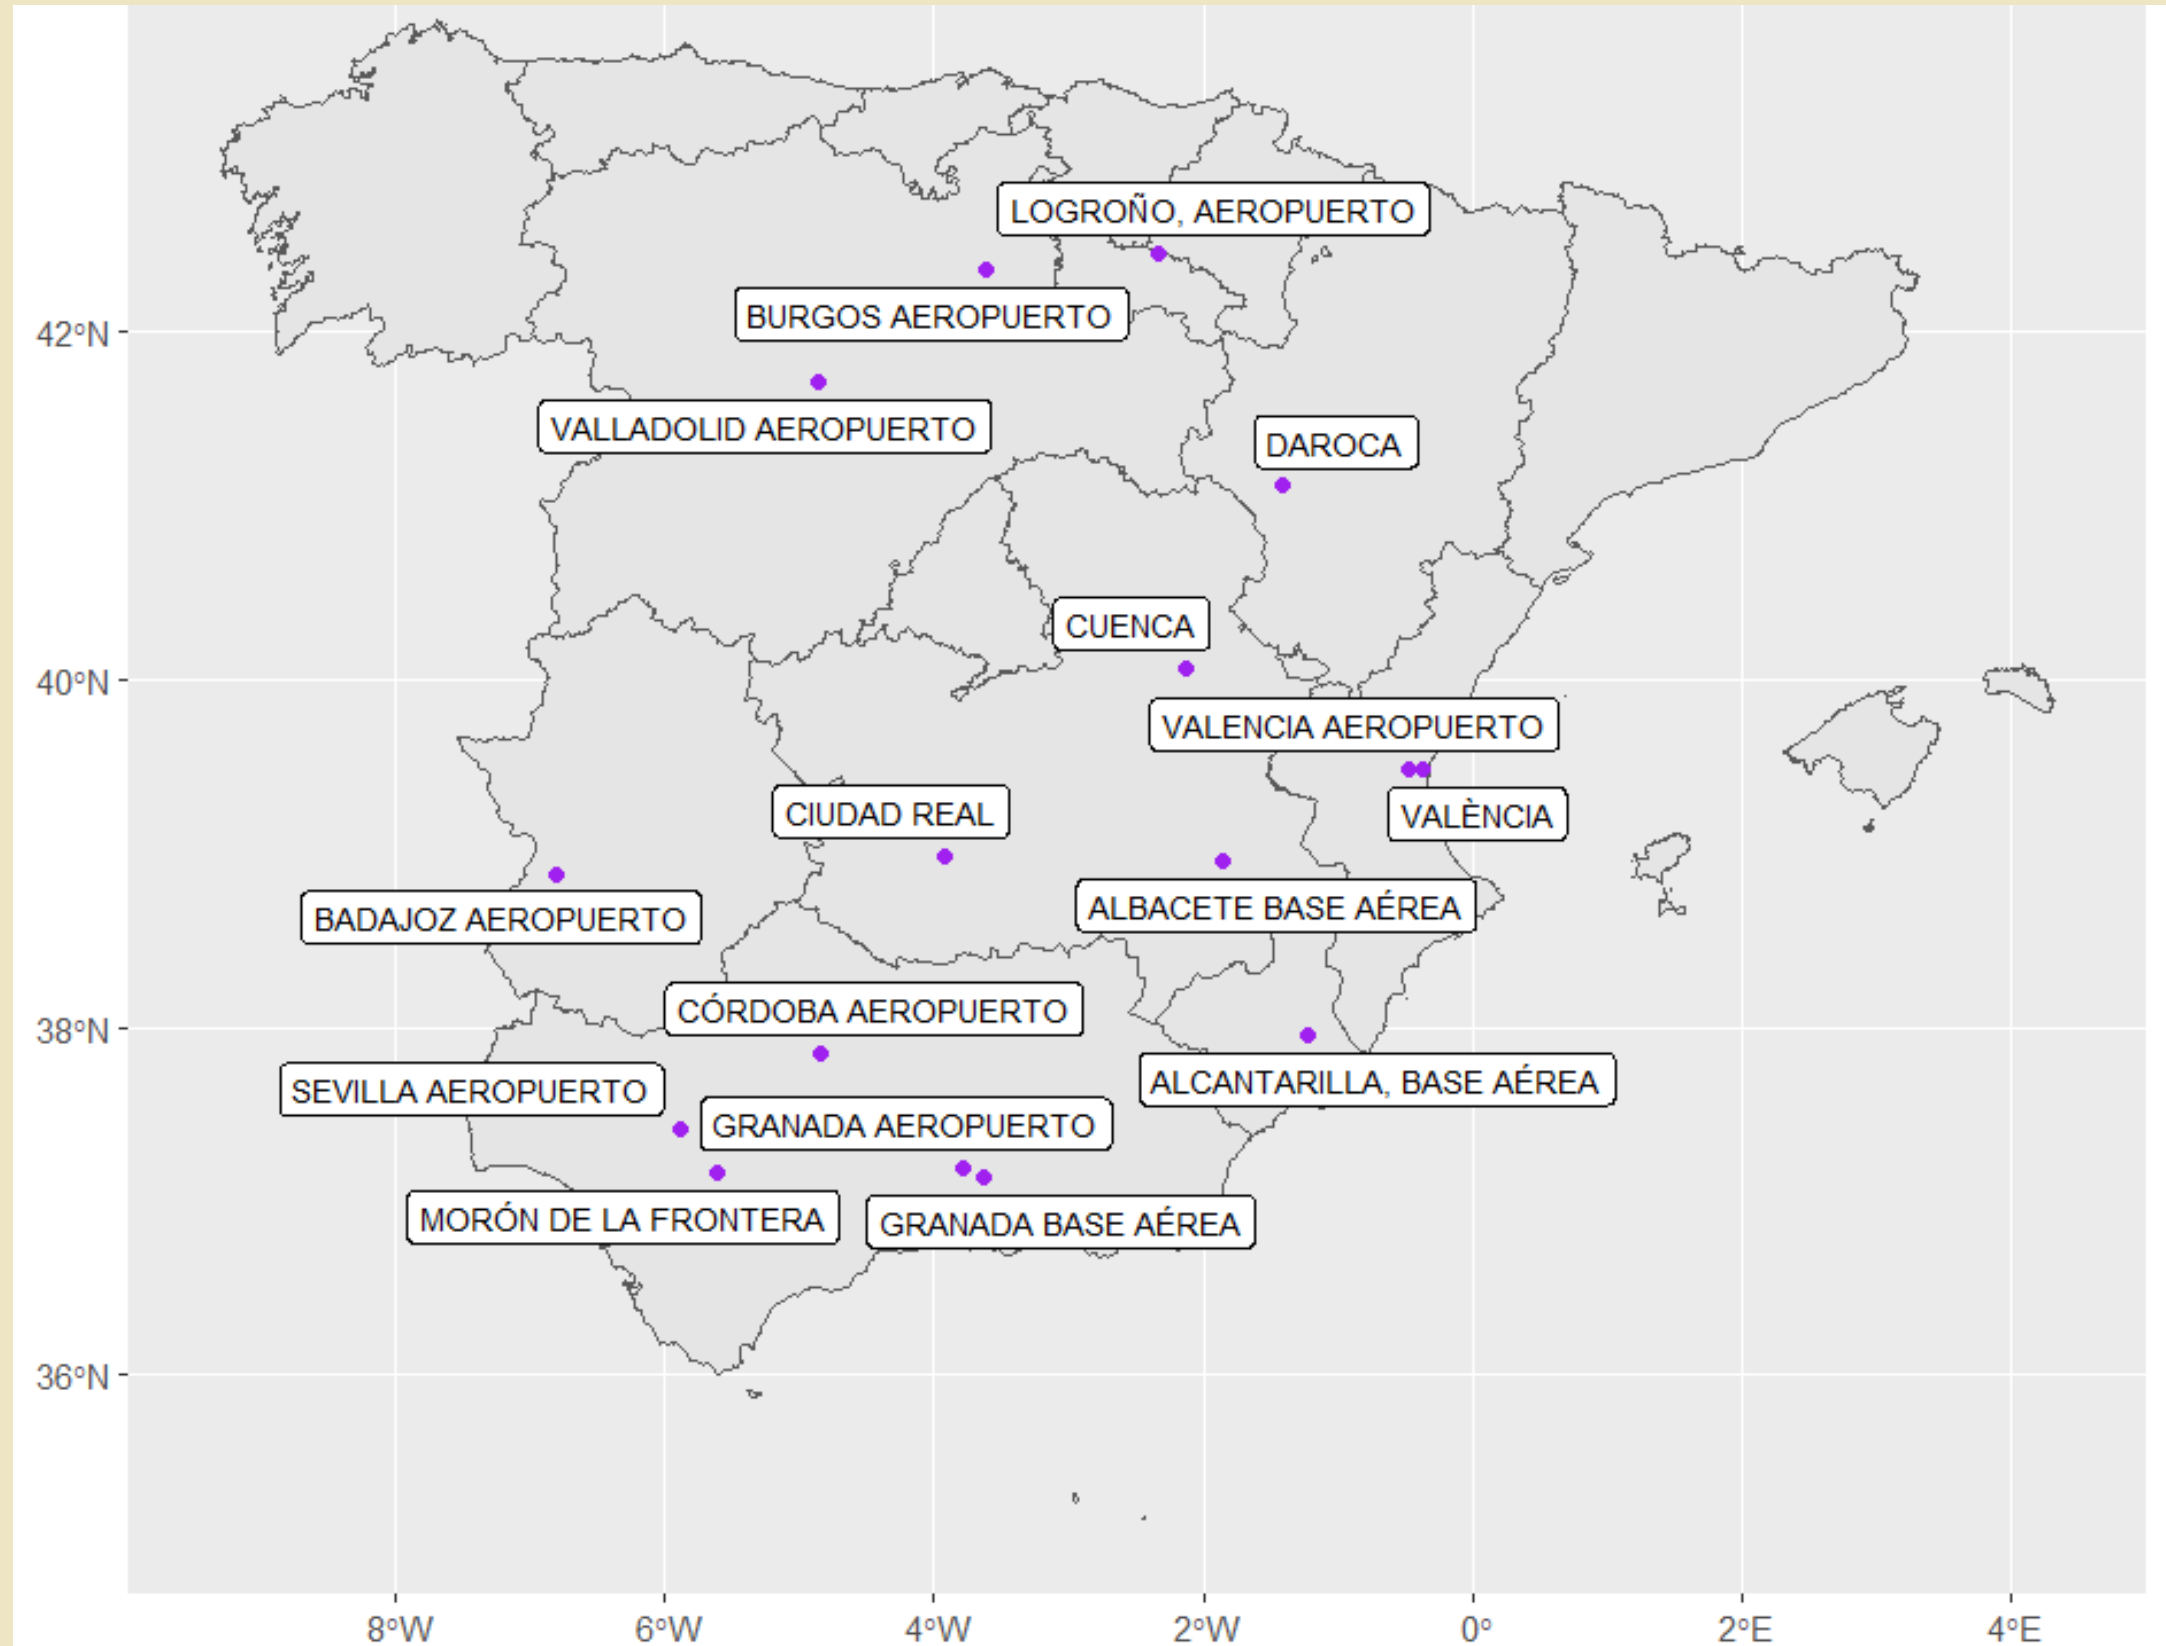 LOGROÑO, AEROPUERTO
BURGOS AEROPUERTO
42°N
VALLADOLID AEROPUERTO
DAROCA
CUENCA
40°N
VALENCIA AEROPUERTO
CIUDAD REAL
VALÈNCIA
ALBACETE BASE AÉREA
BADAJOZ AEROPUERTO
CÓRDOBA AEROPUERTO
38°N
ALCANTARILLA, BASE AÉREA
SEVILLA AEROPUERTO
GRANADA AEROPUERTO
MORÓN DE LA FRONTERA
GRANADA BASE AÉREA
36°N
8°W 6°W 4°W 2°W 0° 2°E 4°E